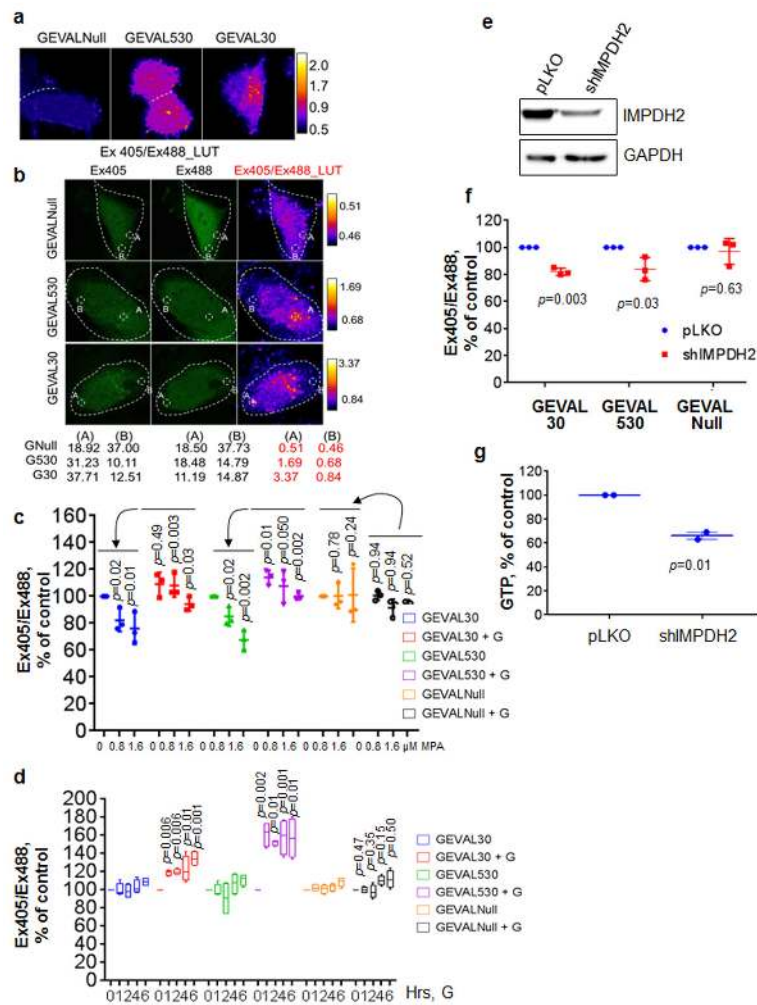 a
GEVALNull GEVAL530 GEVAL30
2.0
1.7
1.4
1.2
0.9
0.5
Ex 405/Ex488_LUT
b
Ex405 Ex488 Ex405/Ex488_LUT
GEVALNull
A
B
0.51
0.46
GEVAL530
B
A
1.69
0.68
GEVAL30
A
B
3.37
0.84
(A) (B) (A) (B) (A) (B)
GNull 18.92 37.00 18.50 37.73 0.51 0.46
G530 31.23 10.11 18.48 14.79 1.69 0.68
G30 37.71 12.51 11.19 14.87 3.37 0.84
c
Ex405/Ex488, % of control
160
140
120
100
80
60
40
20
0
p=0.02
p=0.01
p=0.49
p=0.003
p=0.03
p=0.02
p=0.002
p=0.01
p=0.050
p=0.002
p=0.78
p=0.24
p=0.94
p=0.94
p=0.52
GEVAL30
GEVAL30 + G
GEVAL530
GEVAL530 + G
GEVALNull
GEVALNull + G
0 0.8 1.6 0 0.8 1.6 0 0.8 1.6 0 0.8 1.6 0 0.8 1.6 0 0.8 1.6 µM MPA
d
Ex405/Ex488, % of control
200
180
160
140
120
100
80
60
40
20
0
p=0.006
p=0.006
p=0.01
p=0.001
p=0.002
p=0.01
p=0.001
p=0.01
p=0.47
p=0.35
p=0.15
p=0.50
GEVAL30
GEVAL30 + G
GEVAL530
GEVAL530 + G
GEVALNull
GEVALNull + G
01246 01246 01246 01246 01246 01246 Hrs, G
e
pLKO shIMPDH2
IMPDH2
GAPDH
f
Ex405/Ex488, % of control
120
100
80
60
40
20
0
p=0.003
p=0.03
p=0.63
pLKO
shIMPDH2
GEVAL 30
GEVAL 530
GEVAL Null
g
GTP, % of control
120
100
80
60
40
20
0
p=0.01
pLKO shIMPDH2